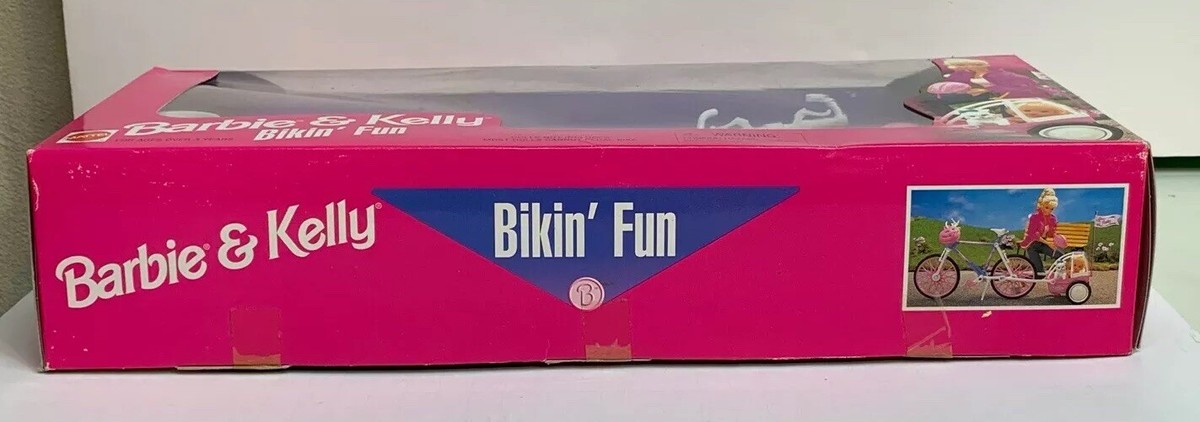 Barbie & Kelly
Bikin' Fun
WARNING
Barbie® & Kelly®
Bikin' Fun
B